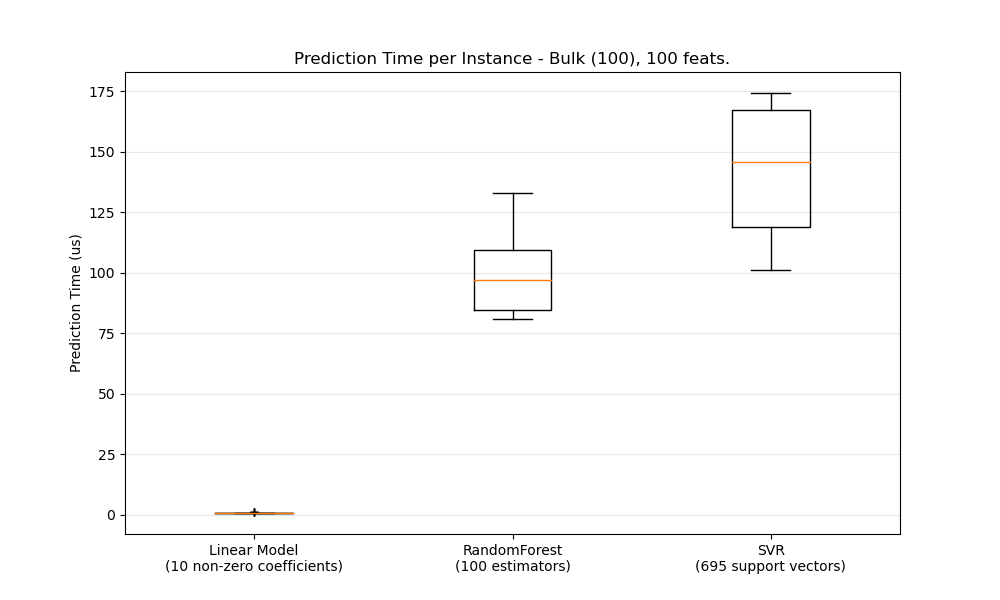 Prediction Time per Instance - Bulk (100), 100 feats.
175
150
125
100
75
50
25
0
Prediction Time (us)
Linear Model
(10 non-zero coefficients)
RandomForest
(100 estimators)
SVR
(695 support vectors)